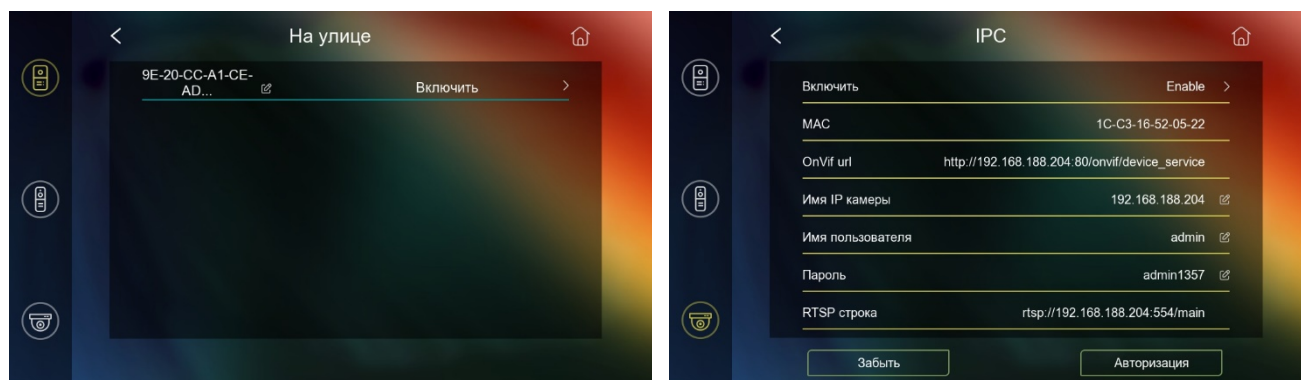 На улице
9E-20-CC-A1-CE-
AD...
Включить
IPC
Включить Enable
MAC 1C-C3-16-52-05-22
OnVif url http://192.168.188.204:80/onvif/device_service
Имя IP камеры 192.168.188.204
Имя пользователя admin
Пароль admin1357
RTSP строка rtsp://192.168.188.204:554/main
Забыть Авторизация